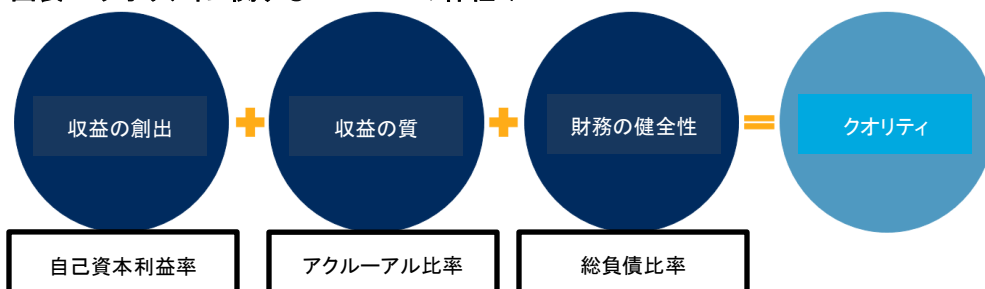 収益の創出
収益の質
財務の健全性
クオリティ
自己資本利益率
アクルーアル比率
総負債比率